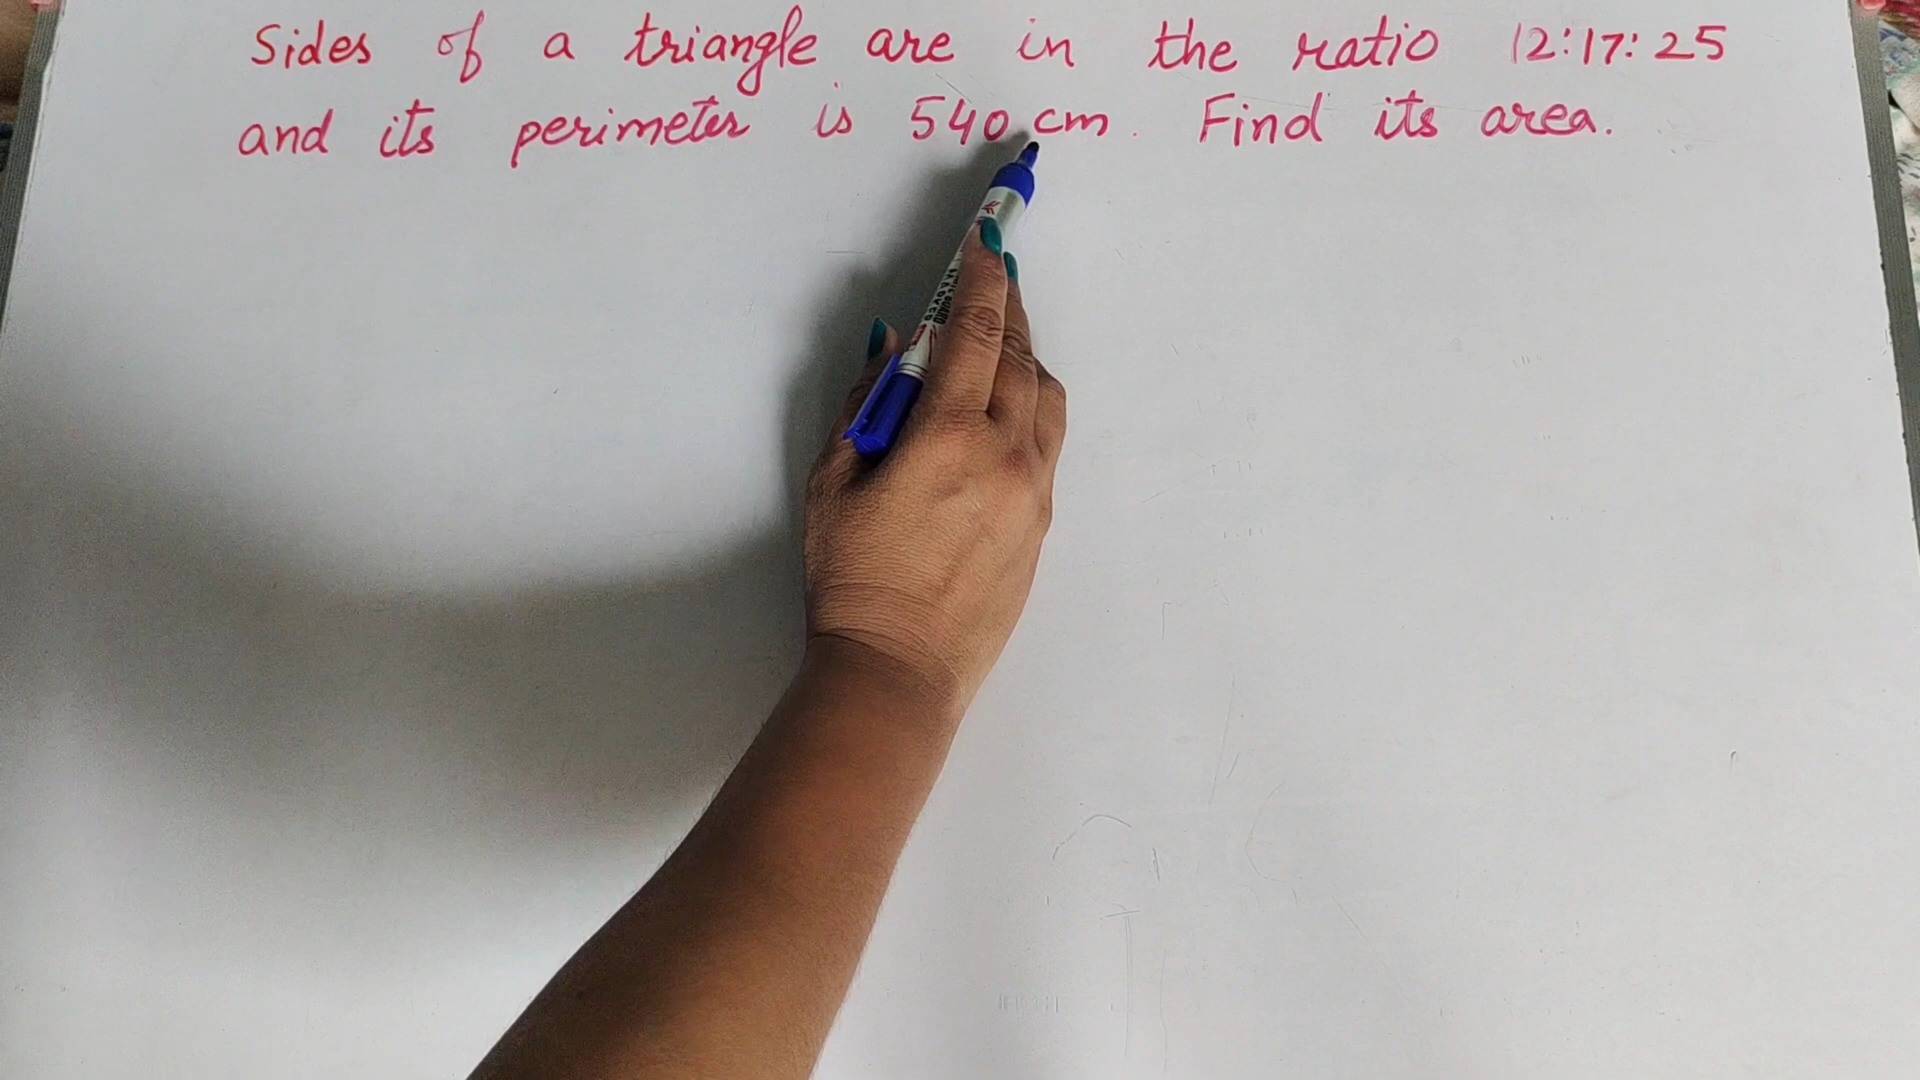 Sides of a triangle are in the ratio 12:17:25
and its perimeter is 540 cm. Find its area.